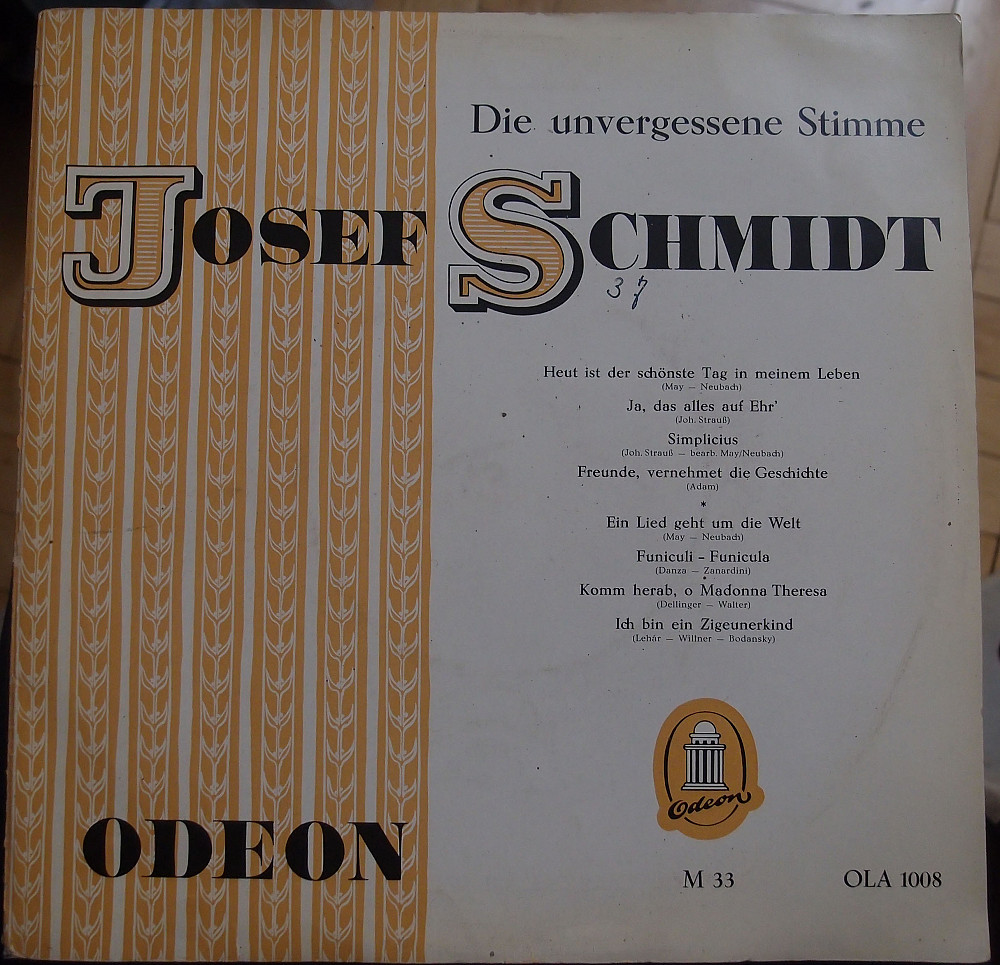 Die unvergessene Stimme
JOSEF SCHMIDT
37
Heut ist der schönste Tag in meinem Leben
(May — Neubach)
Ja, das alles auf Ehr'
(Joh. Strauß)
Simplicius
(Joh. Strauß — bearb. May/Neubach)
Freunde, vernehmet die Geschichte
(Adam)
*
Ein Lied geht um die Welt
(May — Neubach)
Funiculi - Funicula
(Danza — Zanardini)
Komm herab, o Madonna Theresa
(Dellinger — Walter)
Ich bin ein Zigeunerkind
(Lehár — Willner — Bodansky)
Odeon
ODEON
M 33
OLA 1008